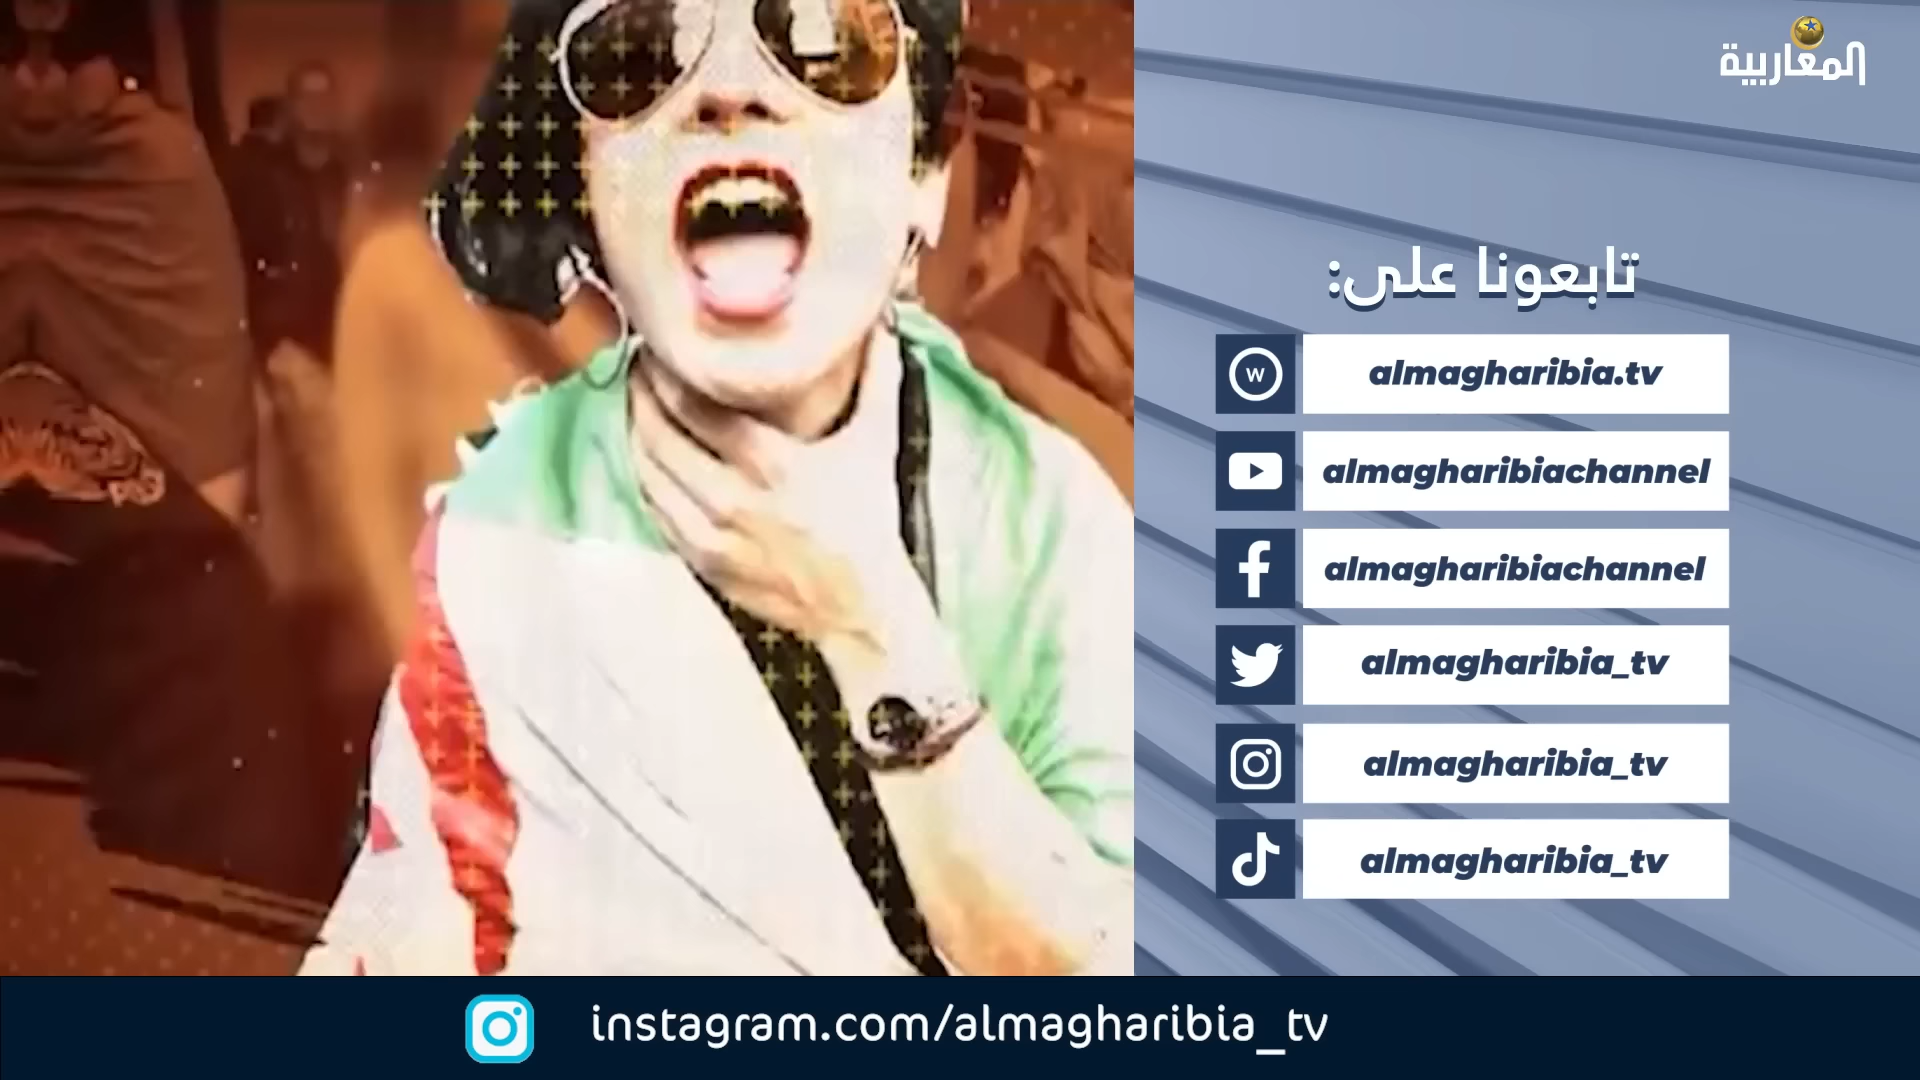 المغاربية
تابعونا على:
W
almagharibia.tv
almagharibiachannel
almagharibiachannel
almagharibia_tv
almagharibia_tv
almagharibia_tv
instagram.com/almagharibia_tv